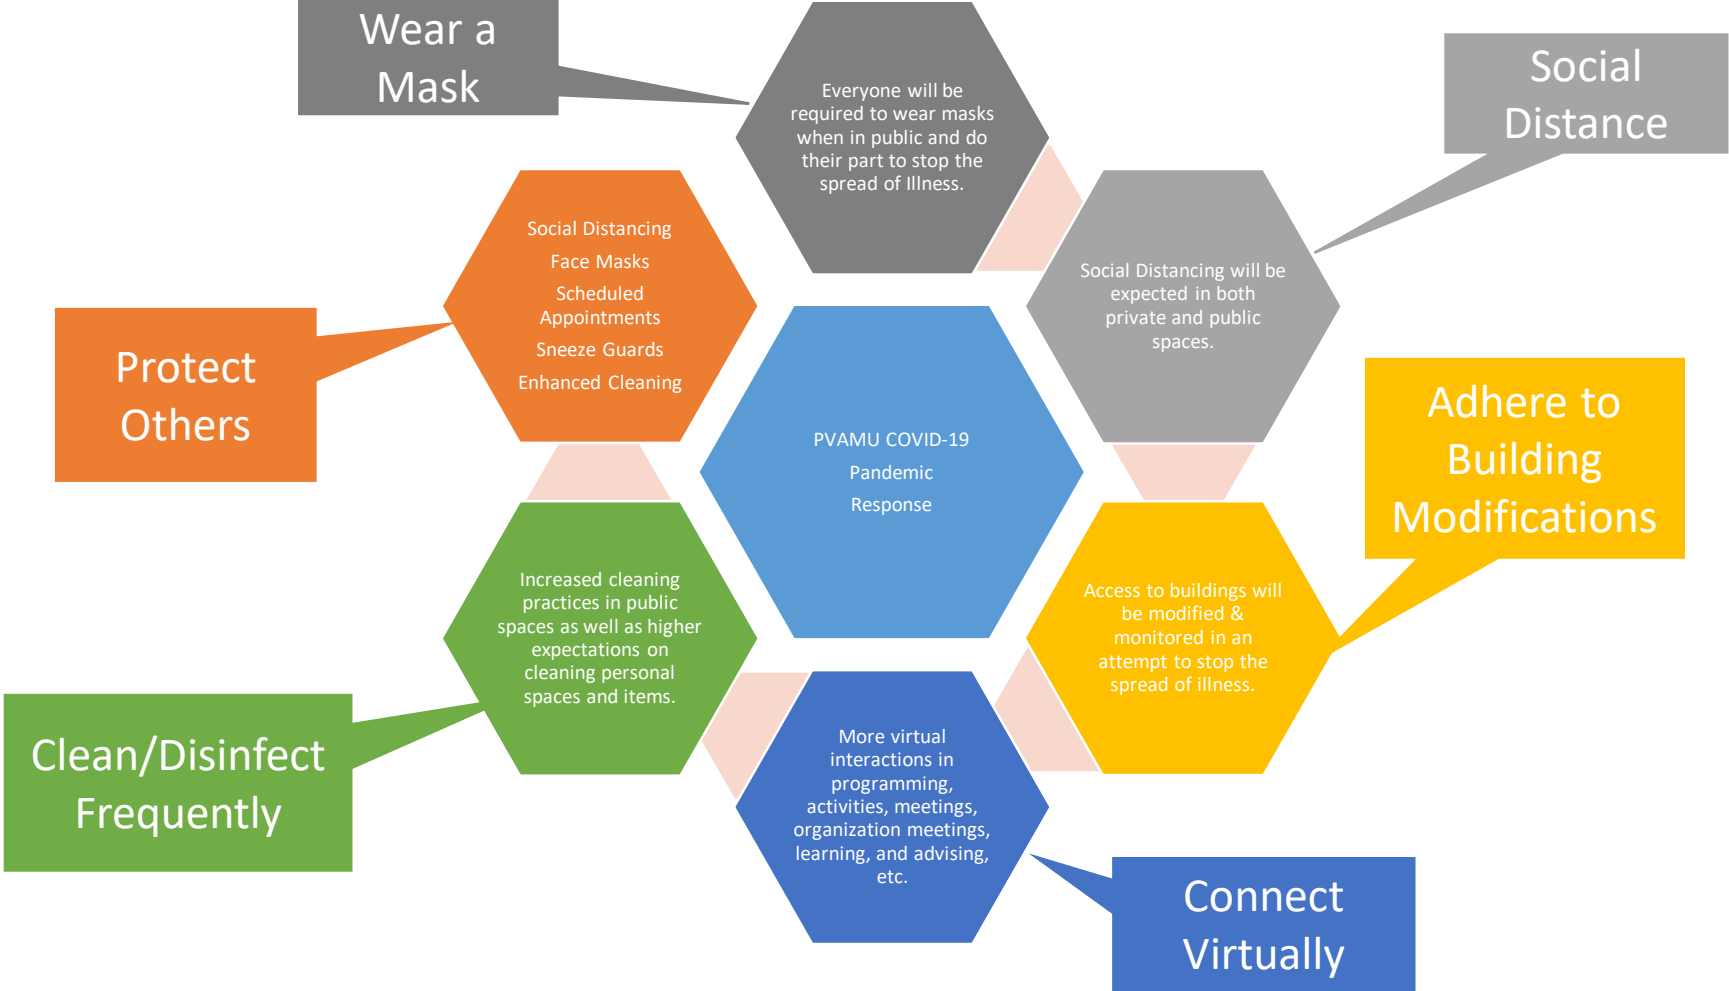 Wear a
Mask
Everyone will be
required to wear masks
when in public and do
their part to stop the
spread of Illness.
Social
Distance
Social Distancing will be
expected in both
private and public
spaces.
Adhere to
Building
Modifications
Access to buildings will
be modified &
monitored in an
attempt to stop the
spread of illness.
Connect
Virtually
More virtual
interactions in
programming,
activities, meetings,
organization meetings,
learning, and advising,
etc.
Clean/Disinfect
Frequently
Increased cleaning
practices in public
spaces as well as higher
expectations on
cleaning personal
spaces and items.
Protect
Others
Social Distancing
Face Masks
Scheduled
Appointments
Sneeze Guards
Enhanced Cleaning
PVAMU COVID-19
Pandemic
Response